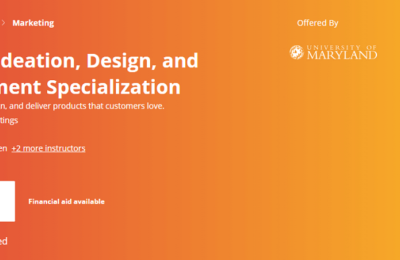 Marketing
Offered By
UNIVERSITY OF
MARYLAND
deation, Design, and
ment Specialization
n, and deliver products that customers love.
tings
en +2 more instructors
Financial aid available
ed